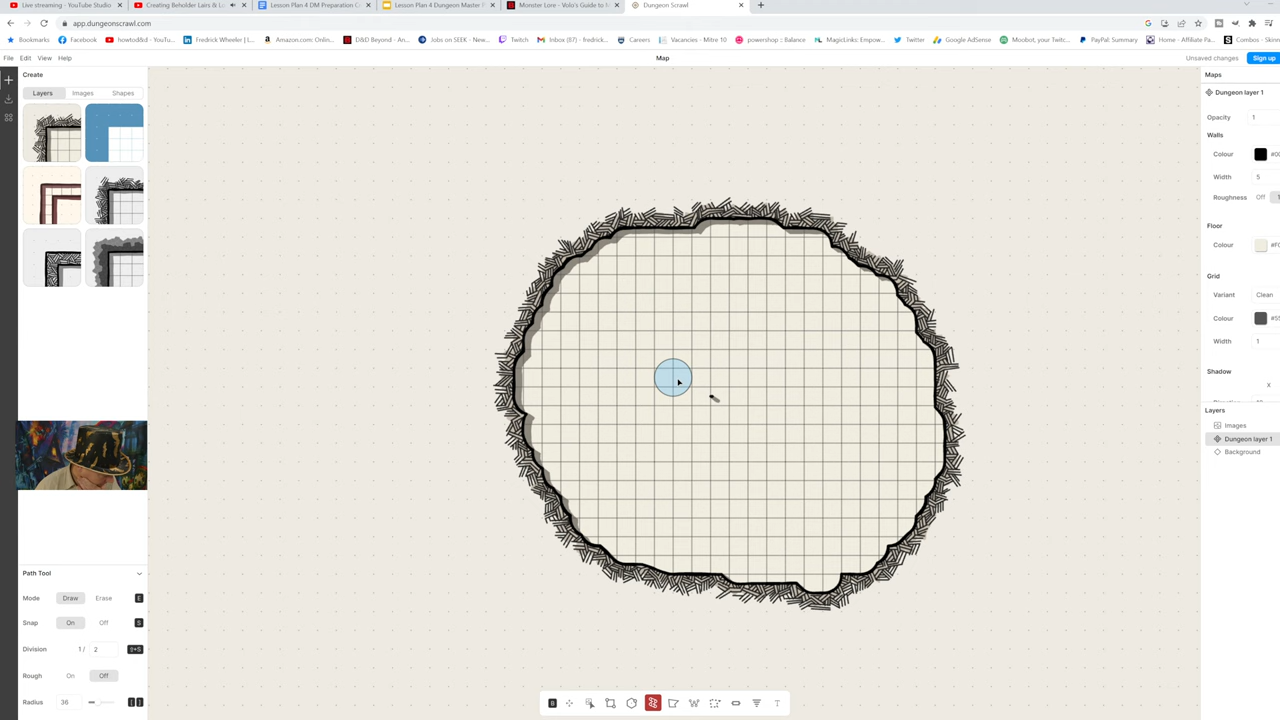 Live streaming - YouTube Studio
Creating Beholder Lairs & Lo
Lesson Plan 4 DM Preparation C
Lesson Plan 4 Dungeon Master F
Monster Lore - Volo's Guide to M
Dungeon Scrawl
app.dungeonscrawl.com
Bookmarks
Facebook
howtod&d - YouTu...
Fredrick Wheeler | L...
Amazon.com: Onlin...
D&D Beyond - An...
Jobs on SEEK - New...
Twitch
Inbox (87) - fredrick...
Careers
Vacancies - Mitre 10
powershop :: Balance
MagicLinks: Empow...
Twitter
Google AdSense
Moobot, your Twitc...
PayPal: Summary
Home - Affiliate Pa...
Combos - Skinn
File
Edit
View
Help
Map
Unsaved changes
Sign up
Create
Layers
Images
Shapes
Path Tool
Mode
Draw
Erase
E
Snap
On
Off
S
Division
1 /
2
⇧+S
Rough
On
Off
Radius
36
[
]
B
W
T
Maps
Dungeon layer 1
Opacity
1
Walls
Colour
#00
Width
5
Roughness
Off
Floor
Colour
Grid
Variant
Clean
Colour
#55
Width
1
Shadow
X
Layers
Images
Dungeon layer 1
Background